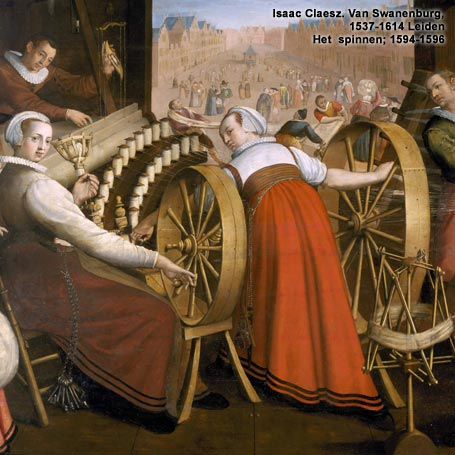 Isaac Claesz. Van Swanenburg,
1537-1614 Leiden
Het spinnen; 1594-1596